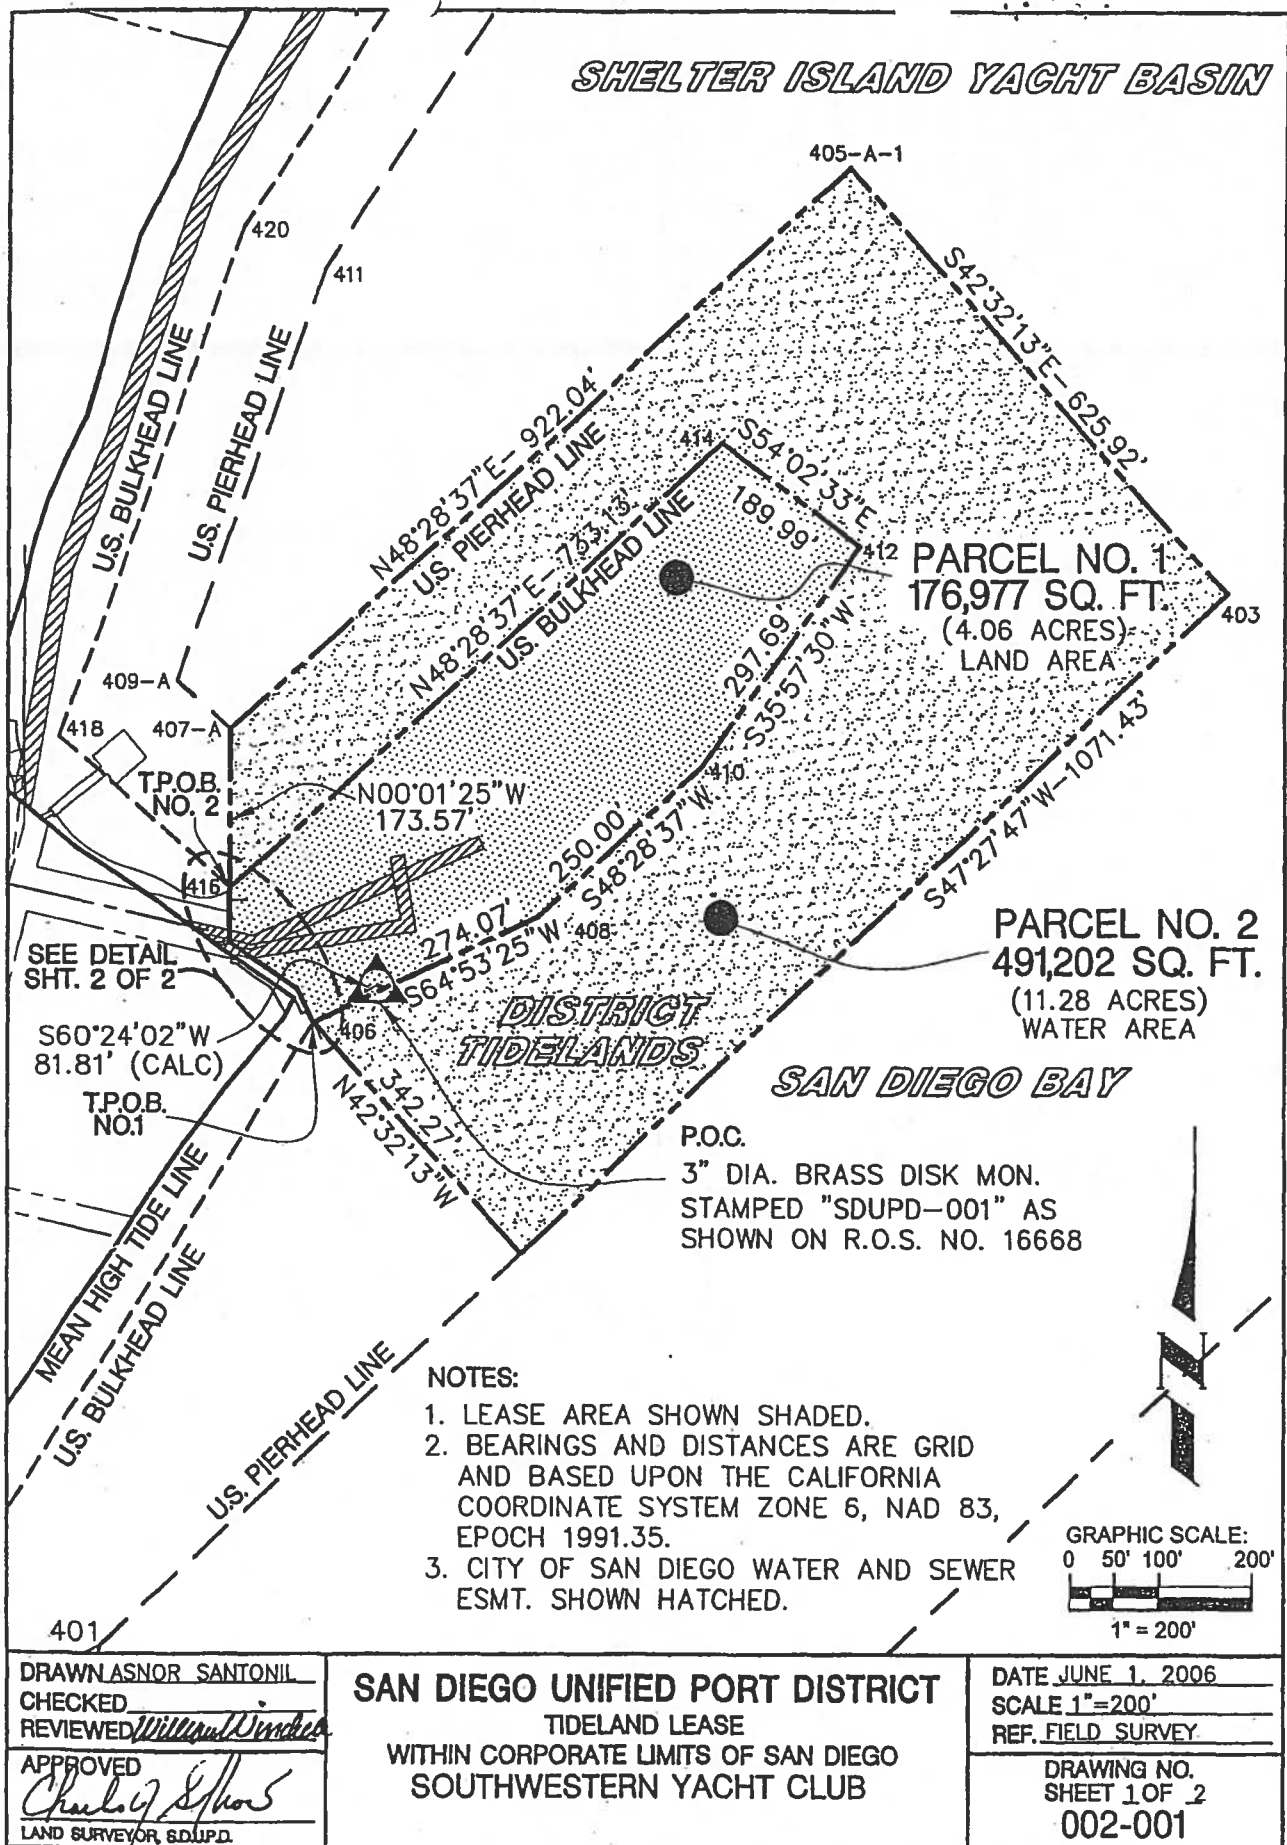 SHELTER ISLAND YACHT BASIN
405-A-1
420
411
S42°32'13"E-625.92'
U.S. BULKHEAD LINE
U.S. PIERHEAD LINE
N48°28'37"E-922.04'
U.S. PIERHEAD LINE
414
S54°02'33"E
189.99'
N48°28'37"E-733.13'
U.S. BULKHEAD LINE
412
PARCEL NO. 1
176,977 SQ. FT.
(4.06 ACRES)
LAND AREA
403
297.69'
S35°57'30"W
409-A
418
407-A
410
S47°27'47"W-1071.43'
T.P.O.B.
NO. 2
N00°01'25"W
173.57'
250.00'
S48°28'37"W
416
274.07'
S64°53'25"W
408
PARCEL NO. 2
491,202 SQ. FT.
(11.28 ACRES)
WATER AREA
SEE DETAIL
SHT. 2 OF 2
S60°24'02"W
81.81' (CALC)
406
DISTRICT
TIDELANDS
SAN DIEGO BAY
T.P.O.B.
NO.1
342.27'
N42°32'13"W
P.O.C.
3" DIA. BRASS DISK MON.
STAMPED "SDUPD-001" AS
SHOWN ON R.O.S. NO. 16668
MEAN HIGH TIDE LINE
U.S. BULKHEAD LINE
U.S. PIERHEAD LINE
N
NOTES:
1. LEASE AREA SHOWN SHADED.
2. BEARINGS AND DISTANCES ARE GRID
AND BASED UPON THE CALIFORNIA
COORDINATE SYSTEM ZONE 6, NAD 83,
EPOCH 1991.35.
3. CITY OF SAN DIEGO WATER AND SEWER
ESMT. SHOWN HATCHED.
GRAPHIC SCALE:
0 50' 100' 200'
1" = 200'
401
DRAWN ASNOR SANTONIL
CHECKED
REVIEWED William
APPROVED
LAND SURVEYOR, S.D.U.P.D.
SAN DIEGO UNIFIED PORT DISTRICT
TIDELAND LEASE
WITHIN CORPORATE LIMITS OF SAN DIEGO
SOUTHWESTERN YACHT CLUB
DATE JUNE 1, 2006
SCALE 1"=200'
REF. FIELD SURVEY
DRAWING NO.
SHEET 1 OF 2
002-001